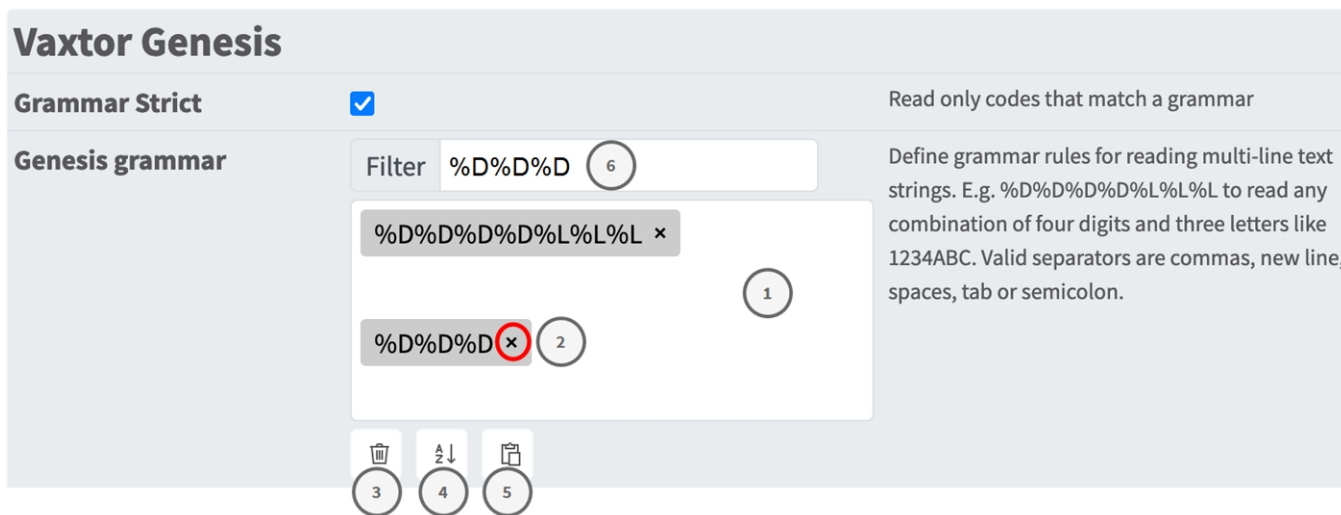 Vaxtor Genesis
Grammar Strict
Read only codes that match a grammar
Genesis grammar
Filter %D%D%D 6
%D%D%D%D%L%L%L ×
1
%D%D%D × 2
3 4 5
Define grammar rules for reading multi-line text
strings. E.g. %D%D%D%D%L%L%L to read any
combination of four digits and three letters like
1234ABC. Valid separators are commas, new line,
spaces, tab or semicolon.